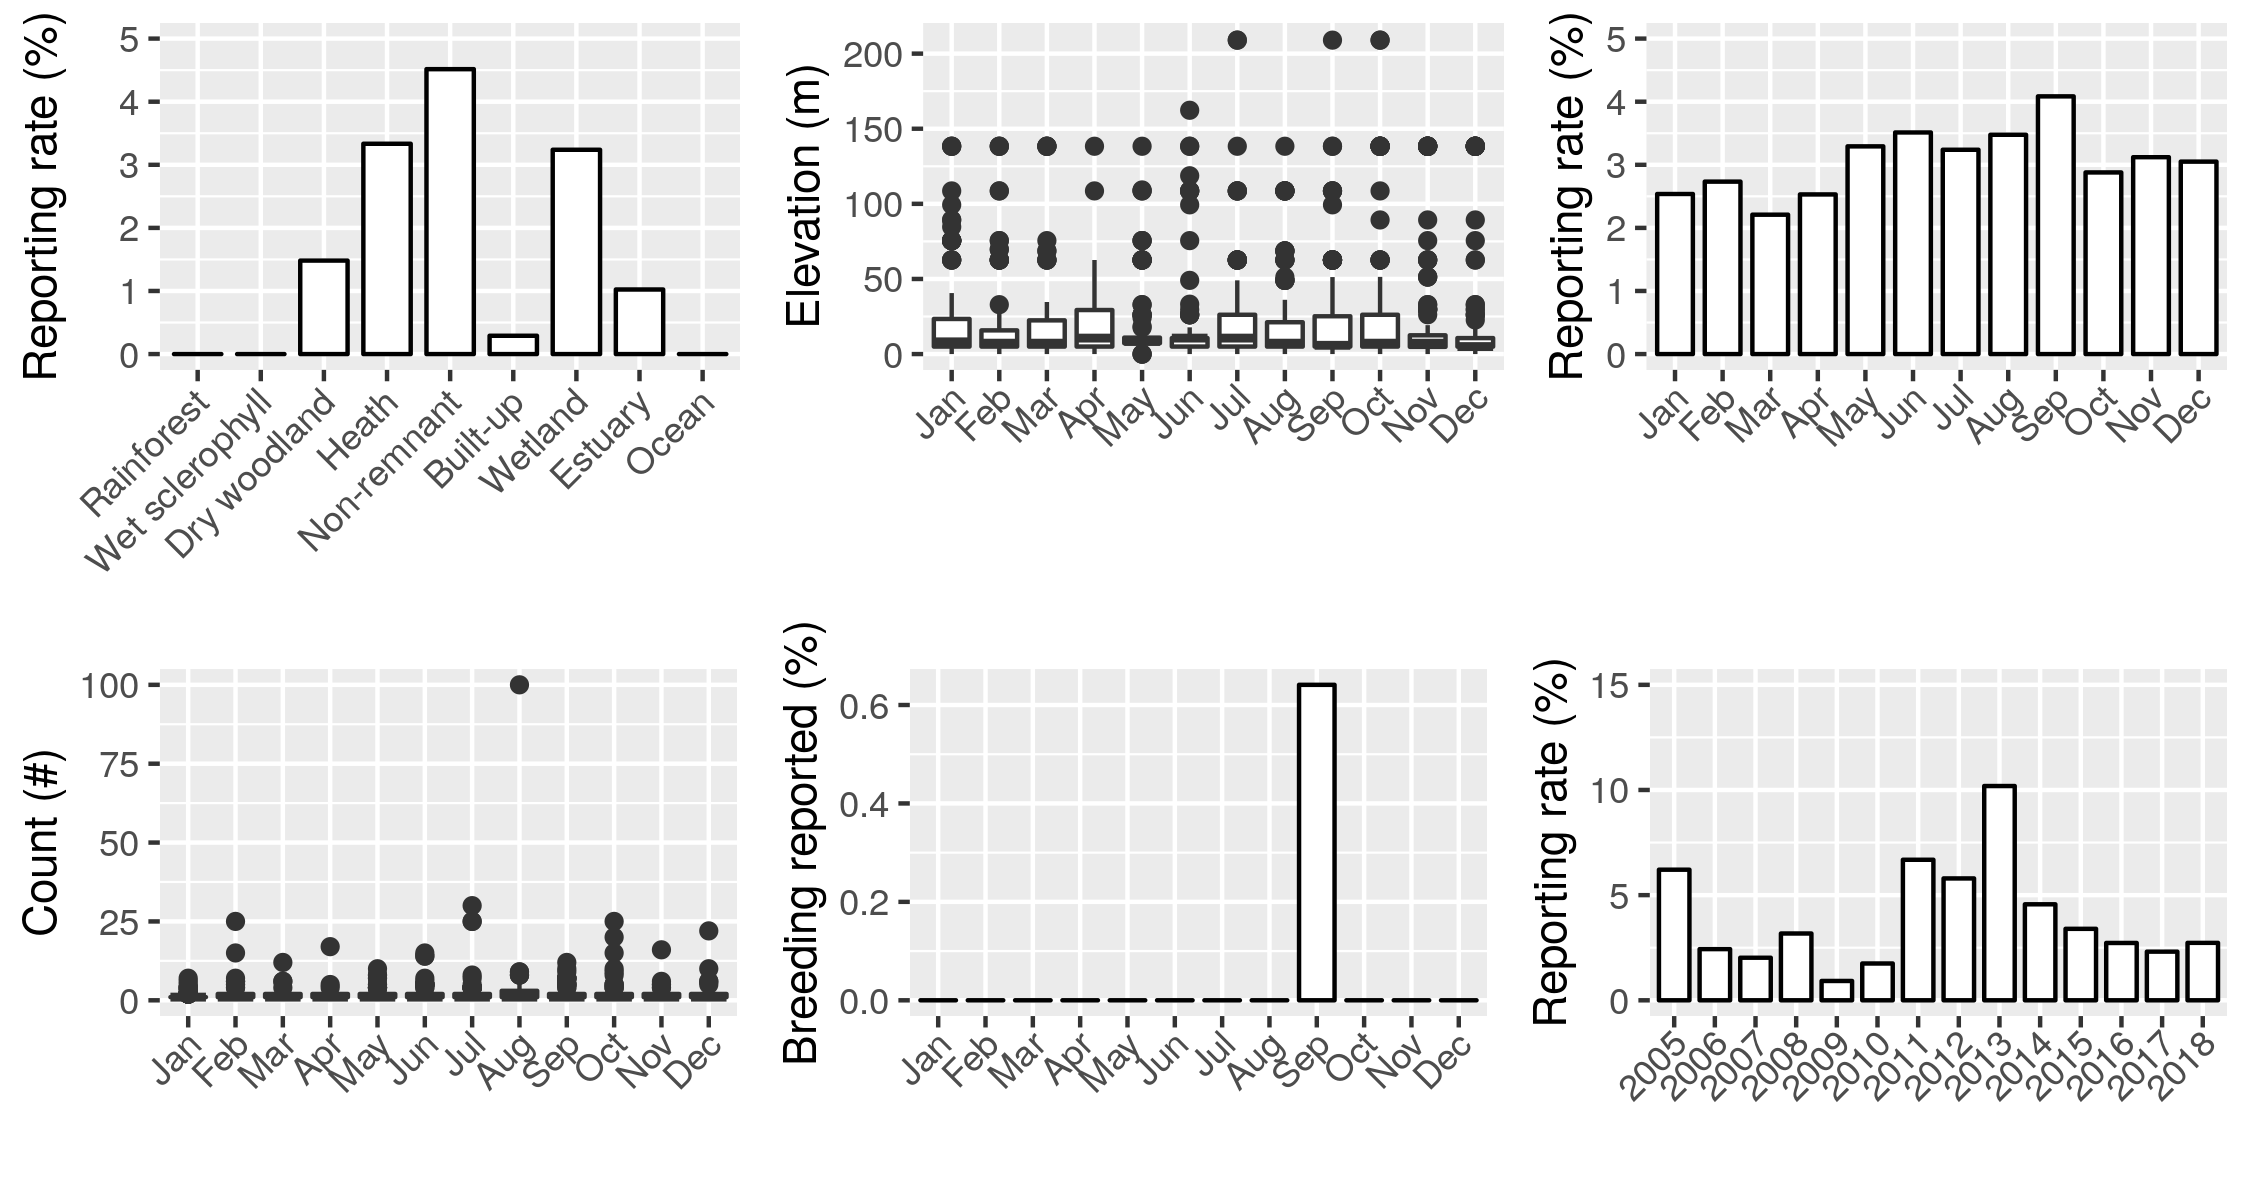 Reporting rate (%)
5
4
3
2
1
0
Rainforest
Wet sclerophyll
Dry woodland
Heath
Non-remnant
Built-up
Wetland
Estuary
Ocean
Elevation (m)
200
150
100
50
0
Jan
Feb
Mar
Apr
May
Jun
Jul
Aug
Sep
Oct
Nov
Dec
Reporting rate (%)
5
4
3
2
1
0
Jan
Feb
Mar
Apr
May
Jun
Jul
Aug
Sep
Oct
Nov
Dec
Count (#)
100
75
50
25
0
Jan
Feb
Mar
Apr
May
Jun
Jul
Aug
Sep
Oct
Nov
Dec
Breeding reported (%)
0.6
0.4
0.2
0.0
Jan
Feb
Mar
Apr
May
Jun
Jul
Aug
Sep
Oct
Nov
Dec
Reporting rate (%)
15
10
5
0
2005
2006
2007
2008
2009
2010
2011
2012
2013
2014
2015
2016
2017
2018